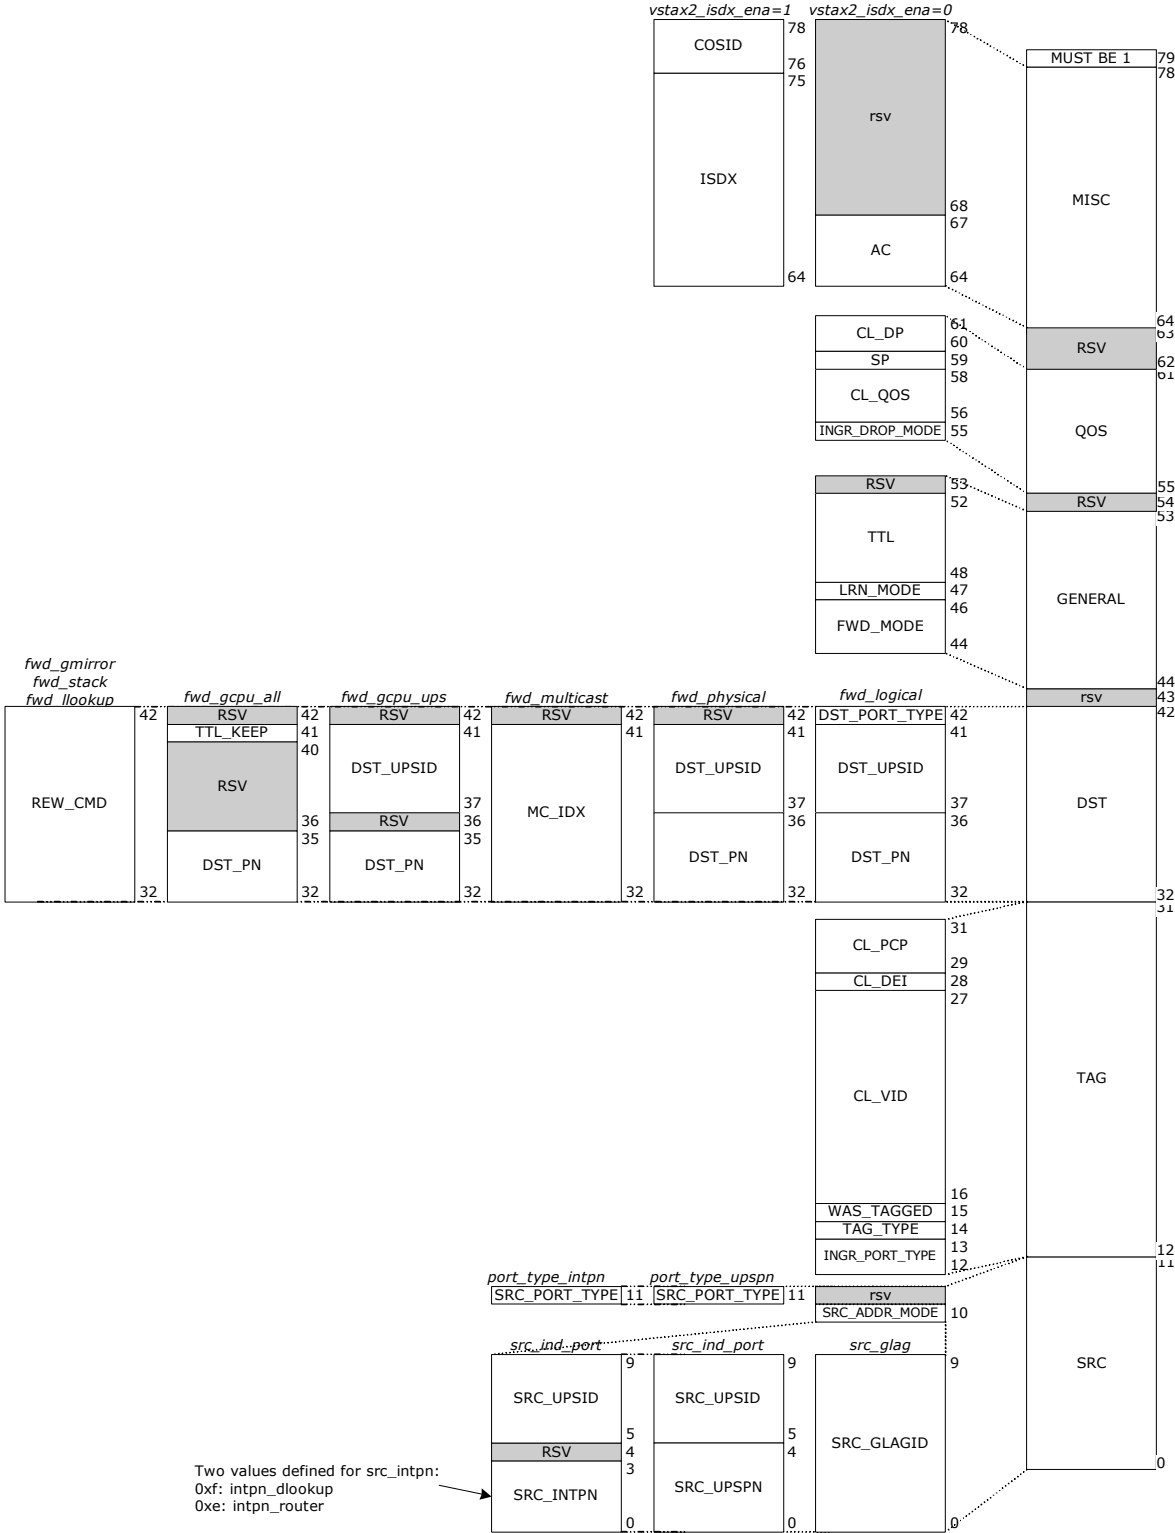 vstax2_isdx_ena=1 vstax2_isdx_ena=0
COSID 78 76
ISDX 75 64
rsv 78 68
AC 67 64
MUST BE 1 79
MISC 78 64
RSV 63 62
CL_DP 61 60
SP 59
CL_QOS 58 56
INGR_DROP_MODE 55
QOS 61 55
RSV 54
RSV 53
TTL 52 48
LRN_MODE 47
FWD_MODE 46 44
GENERAL 53 44
rsv 43
fwd_gmirror
fwd_stack
fwd_llookup
REW_CMD 42 32
fwd_gcpu_all
RSV 42
TTL_KEEP 41
RSV 40 36
DST_PN 35 32
fwd_gcpu_ups
RSV 42
DST_UPSID 41 37
RSV 36
DST_PN 35 32
fwd_multicast
RSV 42
MC_IDX 41 32
fwd_physical
RSV 42
DST_UPSID 41 37
DST_PN 36 32
fwd_logical
DST_PORT_TYPE 42
DST_UPSID 41 37
DST_PN 36 32
DST 42 32
CL_PCP 31 29
CL_DEI 28
CL_VID 27 16
WAS_TAGGED 15
TAG_TYPE 14
INGR_PORT_TYPE 13 12
TAG 31 12
port_type_intpn
SRC_PORT_TYPE 11
port_type_upspn
SRC_PORT_TYPE 11
rsv
SRC_ADDR_MODE 10
SRC 11 0
src_ind_port
SRC_UPSID 9 5
RSV 4
SRC_INTPN 3 0
src_ind_port
SRC_UPSID 9 5
SRC_UPSPN 4 0
src_glag
SRC_GLAGID 9 0
Two values defined for src_intpn:
0xf: intpn_dlookup
0xe: intpn_router